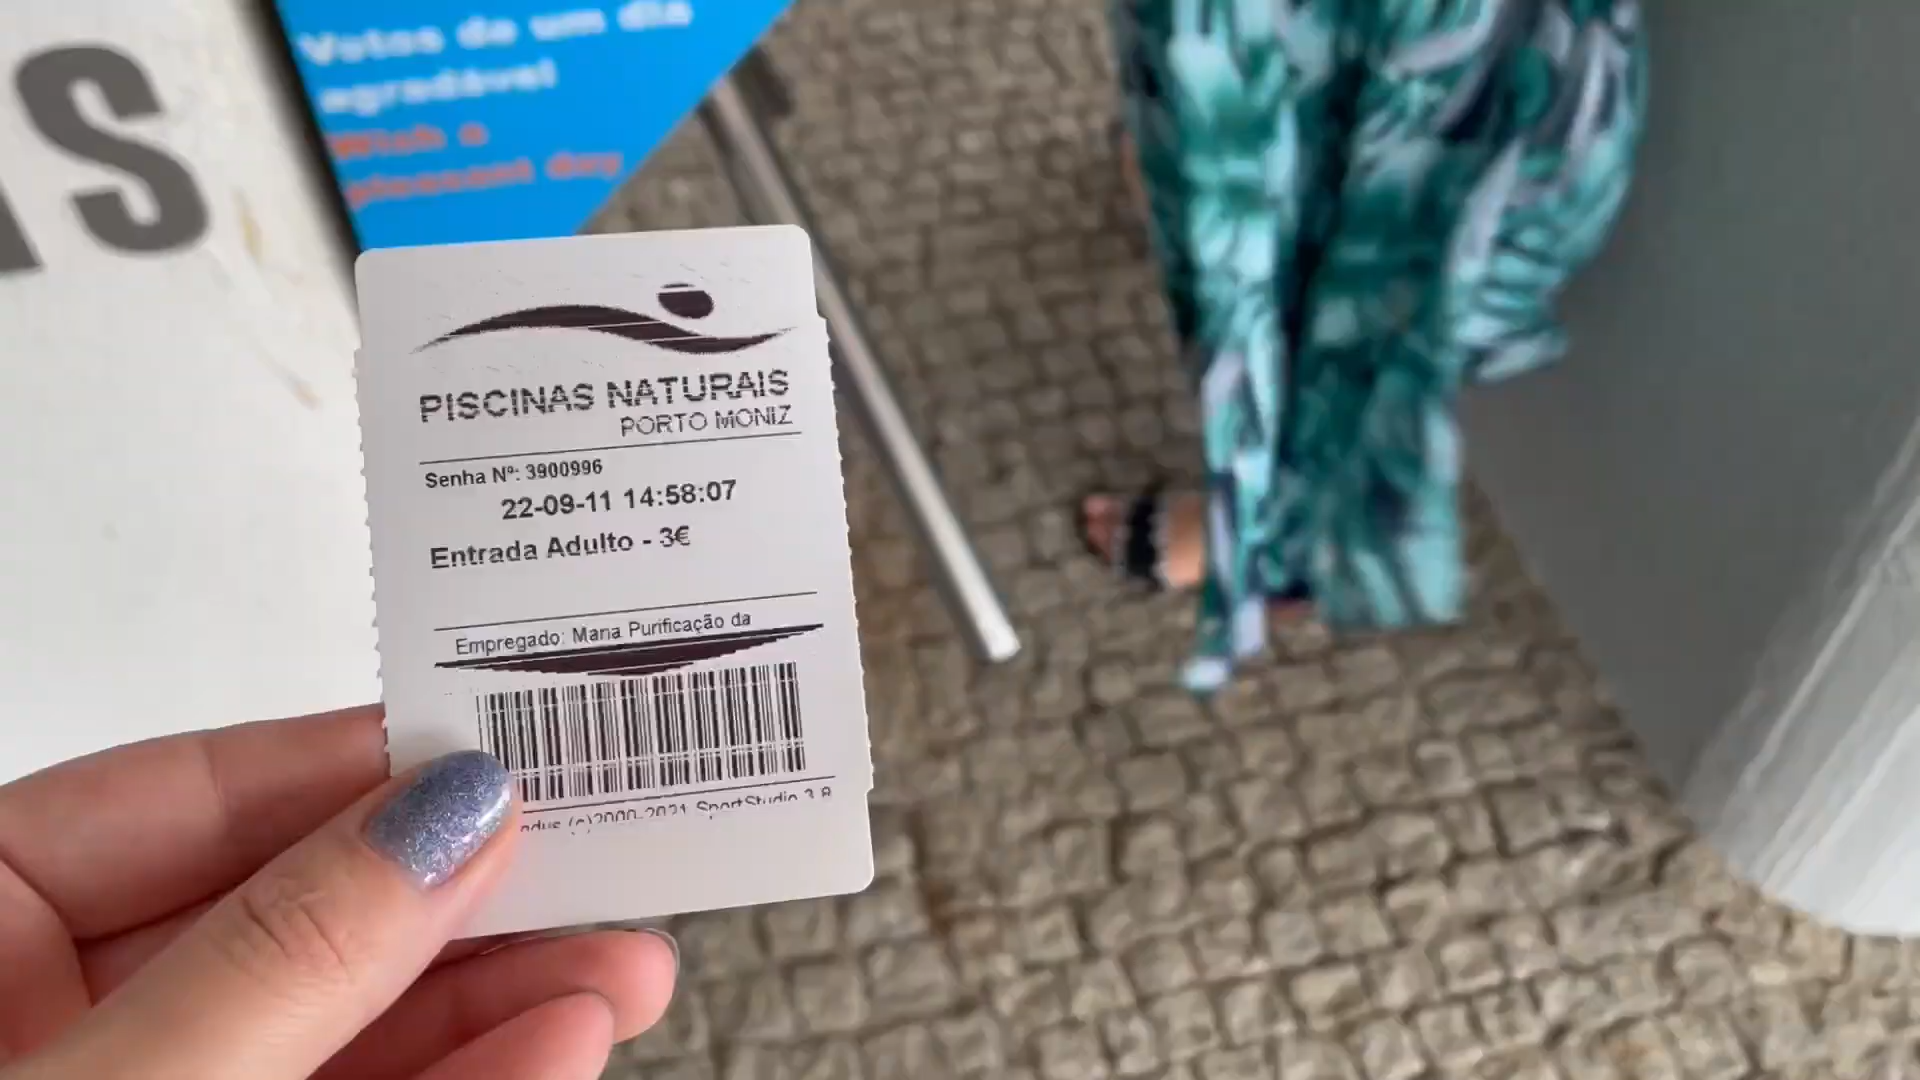 AS
Votos de um dia
agradável
Wish a
pleasant day
PISCINAS NATURAIS
PORTO MONIZ
Senha Nº: 3900996
22-09-11 14:58:07
Entrada Adulto - 3€
Empregado: Maria Purificação da
(c)2000-2021 SportStudio 3.8